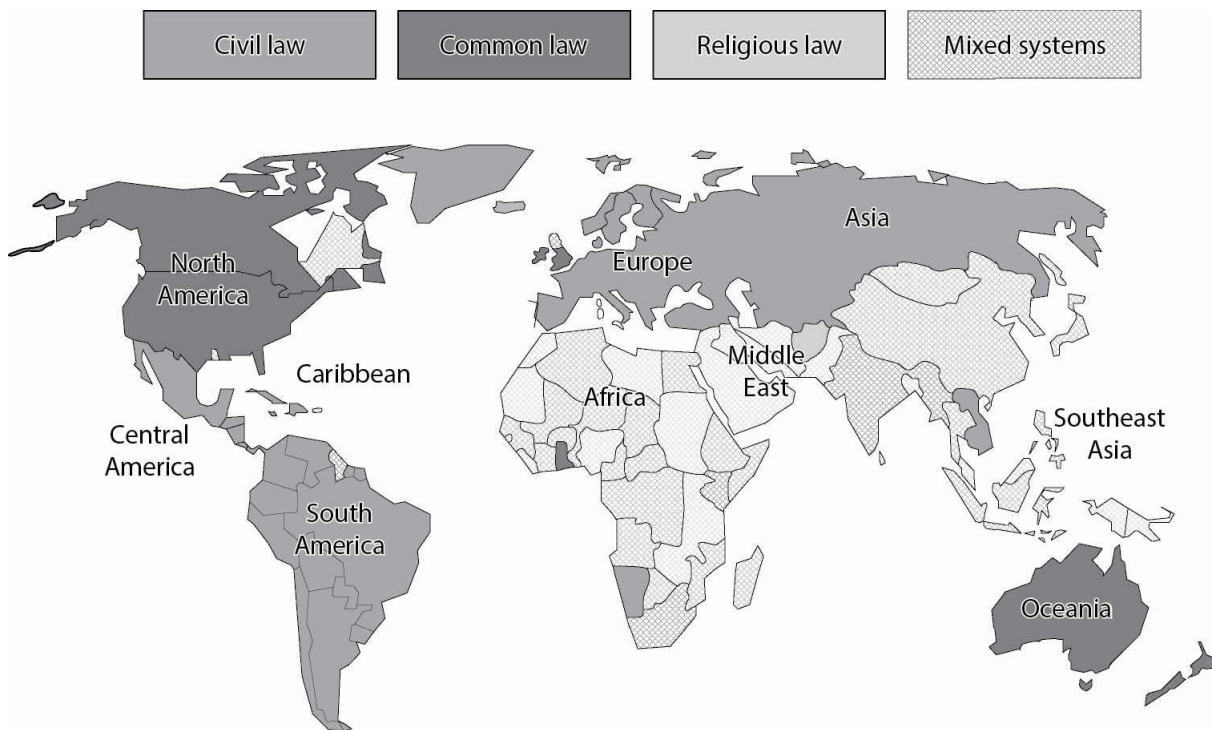 Civil law
Common law
Religious law
Mixed systems
Asia
North
America
Europe
Caribbean
Middle
East
Africa
Central
America
Southeast
Asia
South
America
Oceania